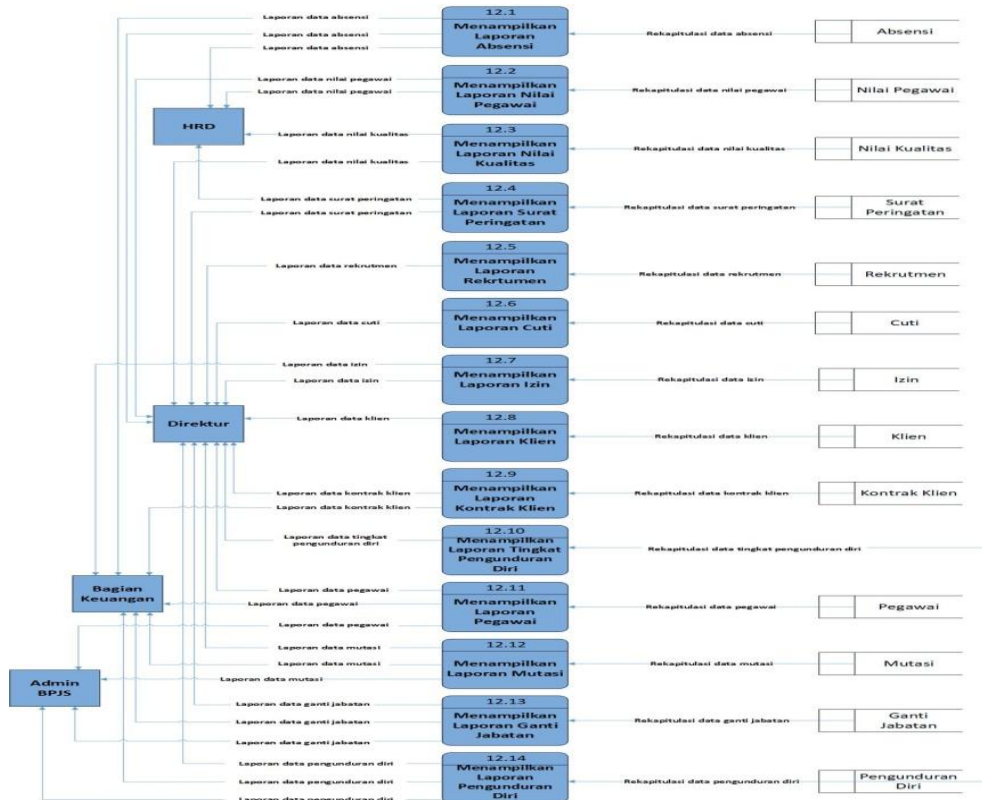 Laporan data absensi
Laporan data absensi
Laporan data absensi
12.1
Menampilkan
Laporan
Absensi
Rekapitulasi data absensi
Absensi
Laporan data nilai pegawai
Laporan data nilai pegawai
12.2
Menampilkan
Laporan Nilai
Pegawai
Rekapitulasi data nilai pegawai
Nilai Pegawai
HRD
Laporan data nilai kualitas
Laporan data nilai kualitas
12.3
Menampilkan
Laporan Nilai
Kualitas
Rekapitulasi data nilai kualitas
Nilai Kualitas
Laporan data surat peringatan
Laporan data surat peringatan
12.4
Menampilkan
Laporan Surat
Peringatan
Rekapitulasi data surat peringatan
Surat
Peringatan
Laporan data rekrutmen
12.5
Menampilkan
Laporan
Rekrtumen
Rekapitulasi data rekrutmen
Rekrutmen
Laporan data cuti
12.6
Menampilkan
Laporan Cuti
Rekapitulasi data cuti
Cuti
Laporan data izin
Laporan data izin
12.7
Menampilkan
Laporan Izin
Rekapitulasi data izin
Izin
Direktur
Laporan data klien
12.8
Menampilkan
Laporan Klien
Rekapitulasi data klien
Klien
Laporan data kontrak klien
Laporan data kontrak klien
12.9
Menampilkan
Laporan
Kontrak Klien
Rekapitulasi data kontrak klien
Kontrak Klien
Laporan data tingkat
pengunduran diri
12.10
Menampilkan
Laporan Tingkat
Pengunduran
Diri
Rekapitulasi data tingkat pengunduran diri
Bagian
Keuangan
Laporan data pegawai
Laporan data pegawai
Laporan data pegawai
12.11
Menampilkan
Laporan
Pegawai
Rekapitulasi data pegawai
Pegawai
Laporan data mutasi
Laporan data mutasi
Laporan data mutasi
12.12
Menampilkan
Laporan Mutasi
Rekapitulasi data mutasi
Mutasi
Admin
BPJS
Laporan data ganti jabatan
Laporan data ganti jabatan
Laporan data ganti jabatan
12.13
Menampilkan
Laporan Ganti
Jabatan
Rekapitulasi data ganti jabatan
Ganti
Jabatan
Laporan data pengunduran diri
Laporan data pengunduran diri
Laporan data pengunduran diri
12.14
Menampilkan
Laporan
Pengunduran
Diri
Rekapitulasi data pengunduran diri
Pengunduran
Diri